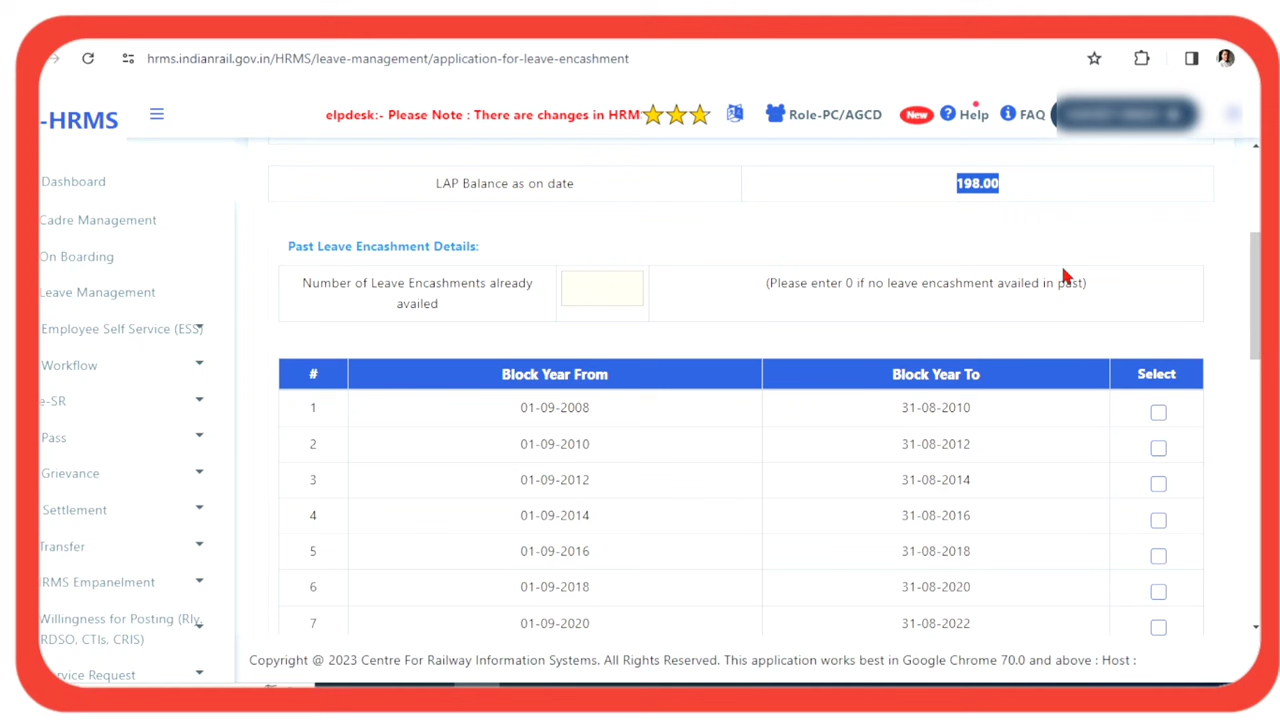 hrms.indianrail.gov.in/HRMS/leave-management/application-for-leave-encashment
-HRMS
elpdesk:- Please Note : There are changes in HRM
Role-PC/AGCD
New
Help
FAQ
Dashboard
Cadre Management
On Boarding
Leave Management
Employee Self Service (ESS)
Workflow
e-SR
Pass
Grievance
Settlement
Transfer
HRMS Empanelment
Willingness for Posting (Rly,
RDSO, CTIs, CRIS)
ervice Request
LAP Balance as on date 198.00
Past Leave Encashment Details:
Number of Leave Encashments already
availed
(Please enter 0 if no leave encashment availed in past)
# Block Year From Block Year To Select
1 01-09-2008 31-08-2010
2 01-09-2010 31-08-2012
3 01-09-2012 31-08-2014
4 01-09-2014 31-08-2016
5 01-09-2016 31-08-2018
6 01-09-2018 31-08-2020
7 01-09-2020 31-08-2022
Copyright @ 2023 Centre For Railway Information Systems. All Rights Reserved. This application works best in Google Chrome 70.0 and above : Host :